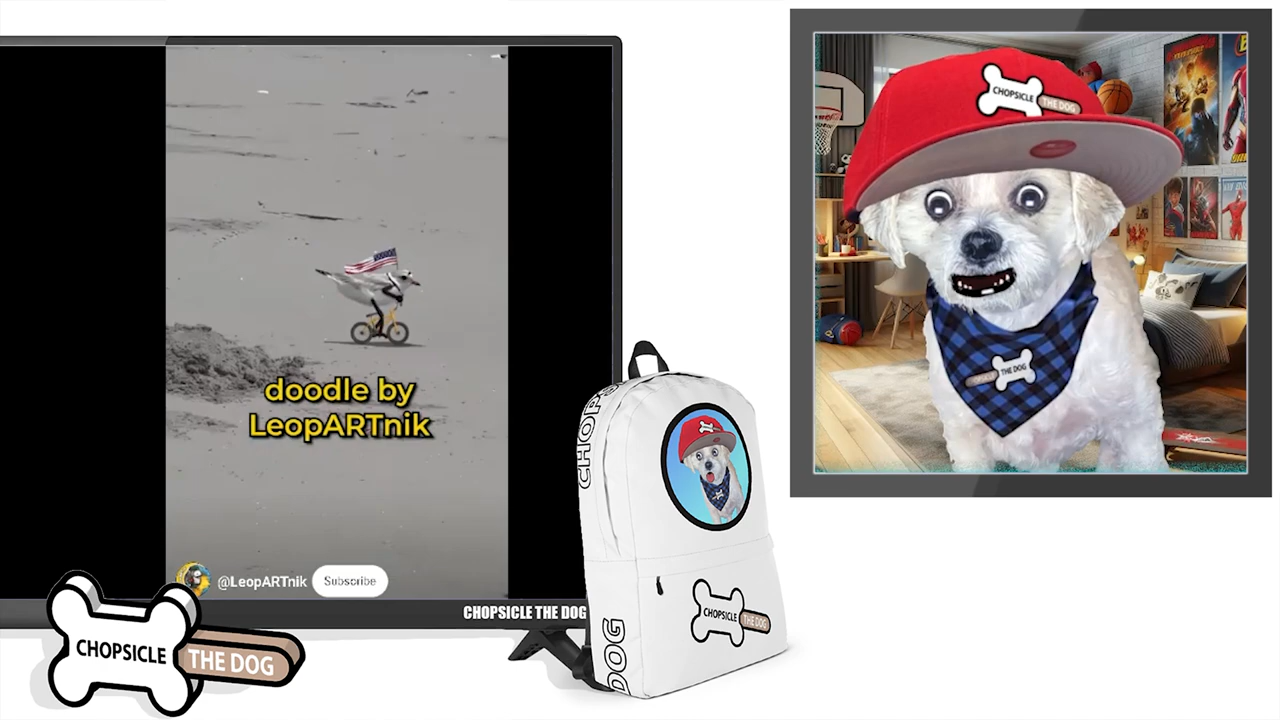 doodle by
LeopARTnik
@LeopARTnik
Subscribe
CHOPSICLE THE DOG
CHOPSICLE
THE DOG
CHOPS
DOG
CHOPSICLE
THE DOG
CHOPSICLE
THE DOG
THE DOG